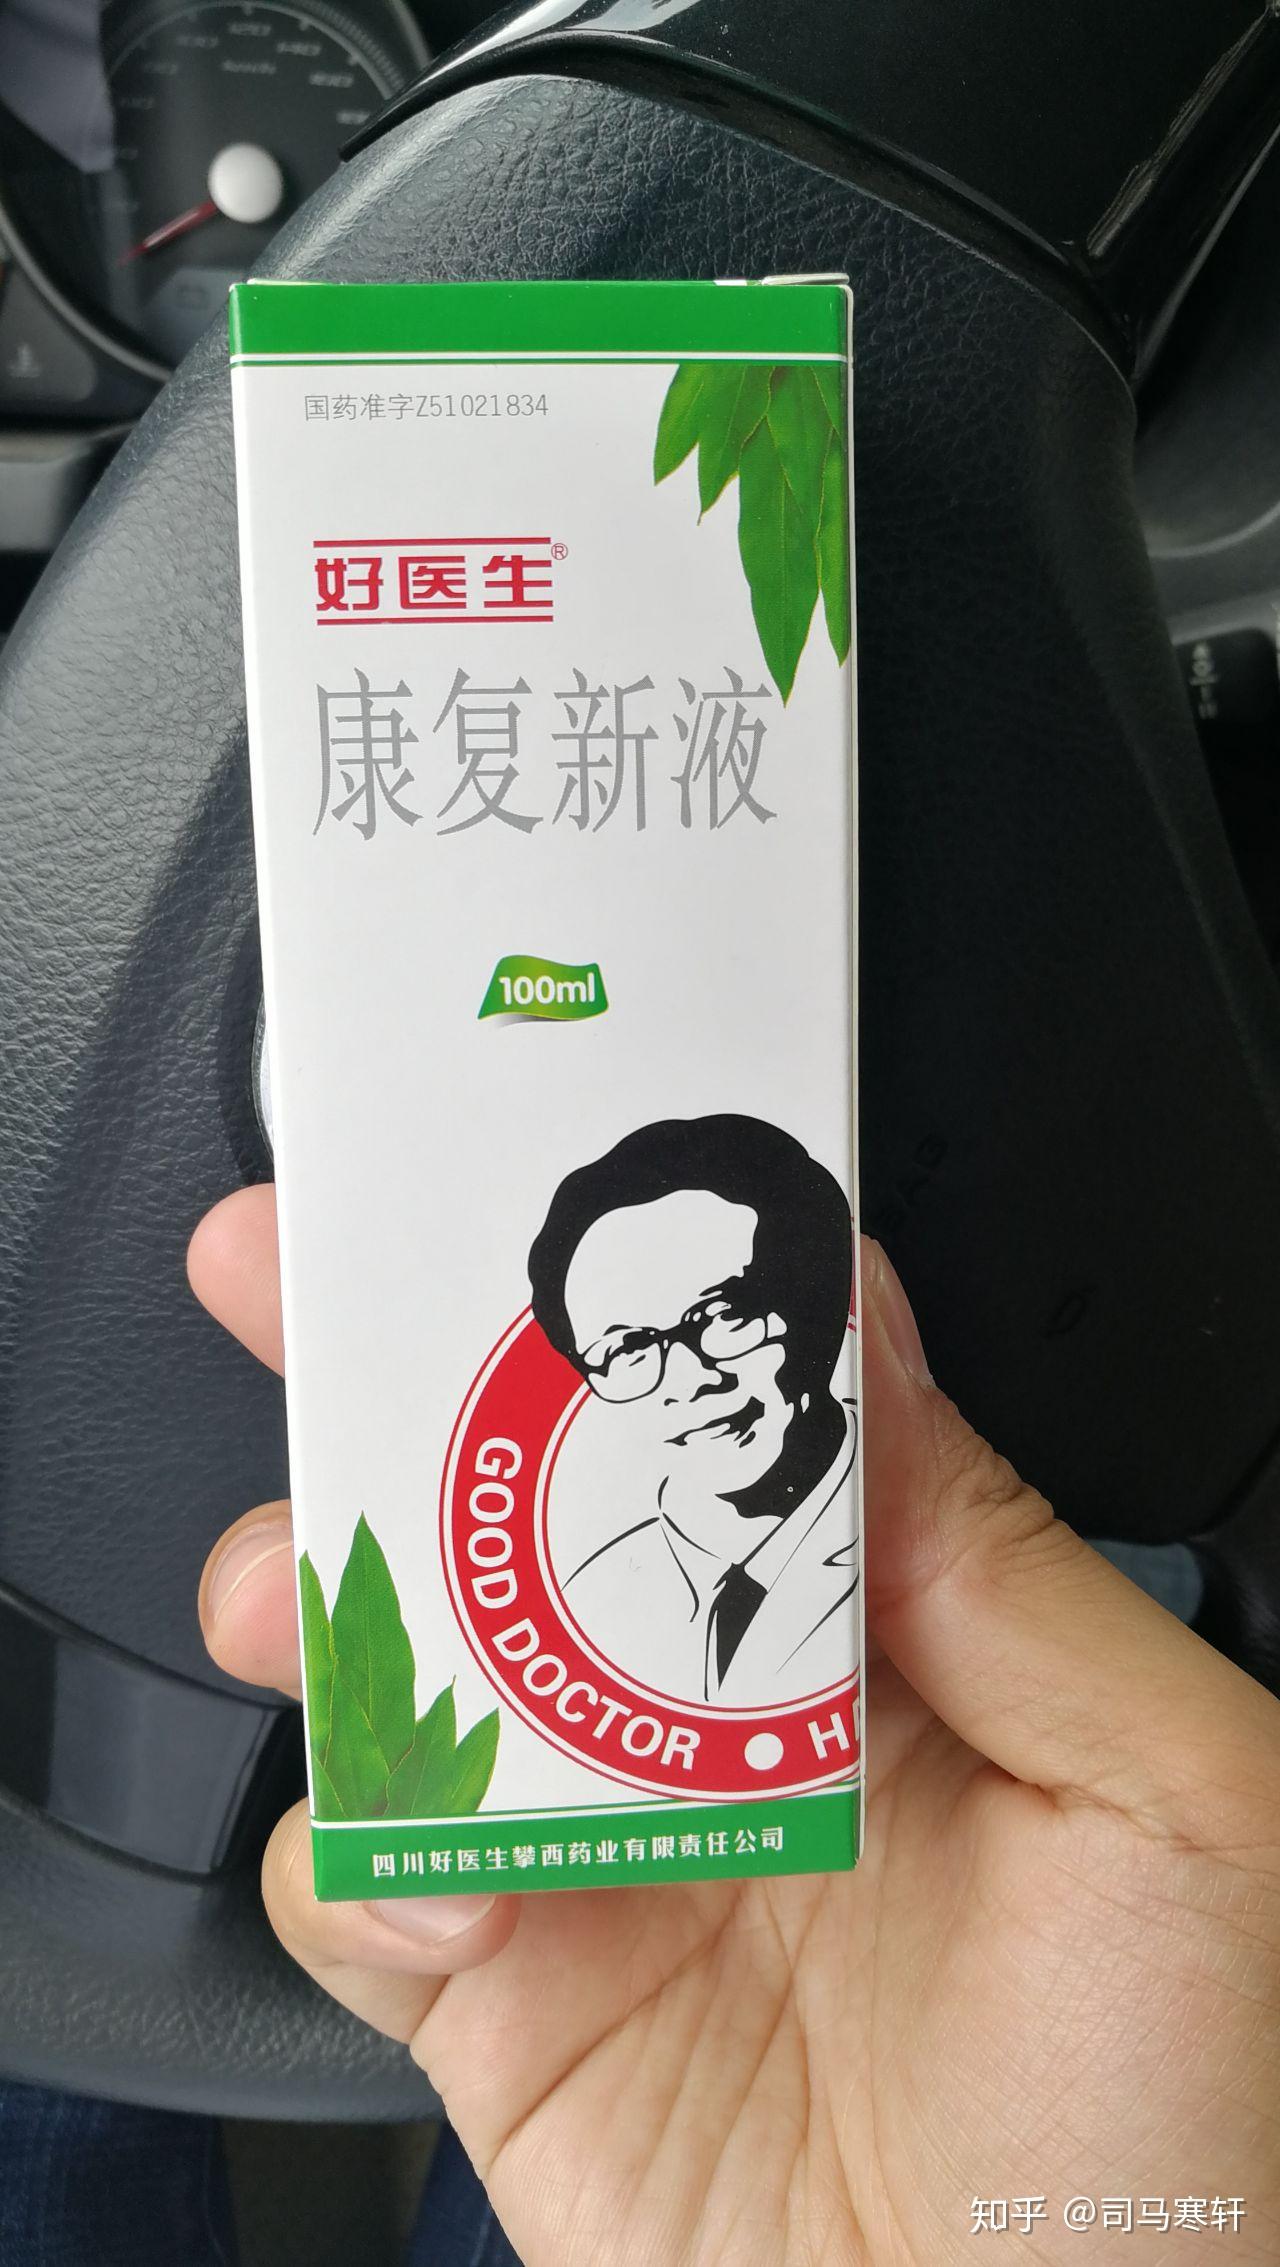 国药准字Z51021834
好医生®
康复新液
100ml
GOOD DOCTOR
四川好医生攀西药业有限责任公司
知乎 @司马寒轩